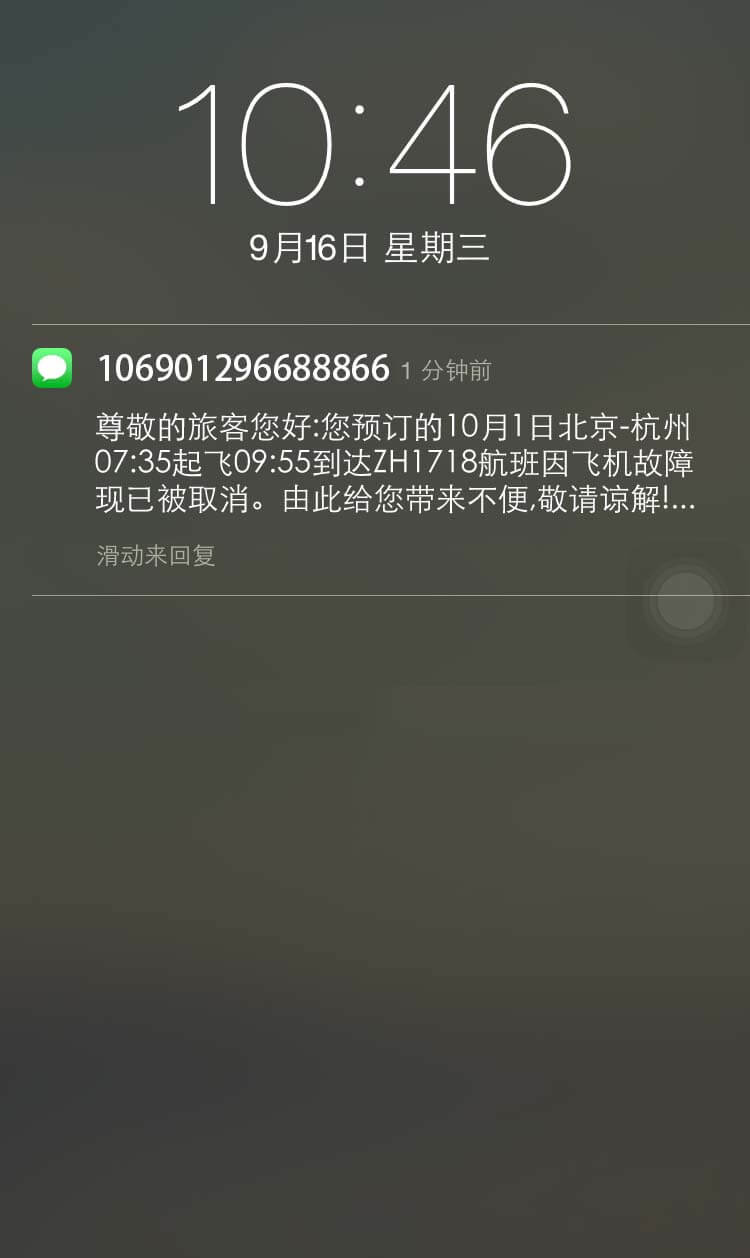 10:46
9月16日 星期三
106901296688866 1 分钟前
尊敬的旅客您好:您预订的10月1日北京-杭州
07:35起飞09:55到达ZH1718航班因飞机故障
现已被取消。由此给您带来不便,敬请谅解!...
滑动来回复